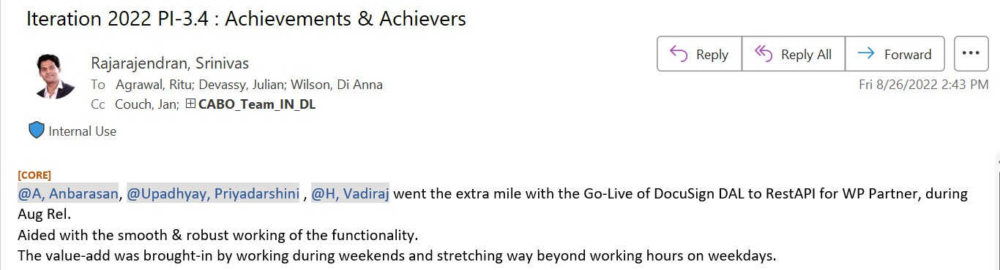 Iteration 2022 PI-3.4 : Achievements & Achievers
Rajarajendran, Srinivas
To Agrawal, Ritu; Devassy, Julian; Wilson, Di Anna
Cc Couch, Jan; CABO_Team_IN_DL
Reply
Reply All
Forward
Fri 8/26/2022 2:43 PM
Internal Use
[CORE]
@A, Anbarasan, @Upadhyay, Priyadarshini , @H, Vadiraj went the extra mile with the Go-Live of DocuSign DAL to RestAPI for WP Partner, during
Aug Rel.
Aided with the smooth & robust working of the functionality.
The value-add was brought-in by working during weekends and stretching way beyond working hours on weekdays.